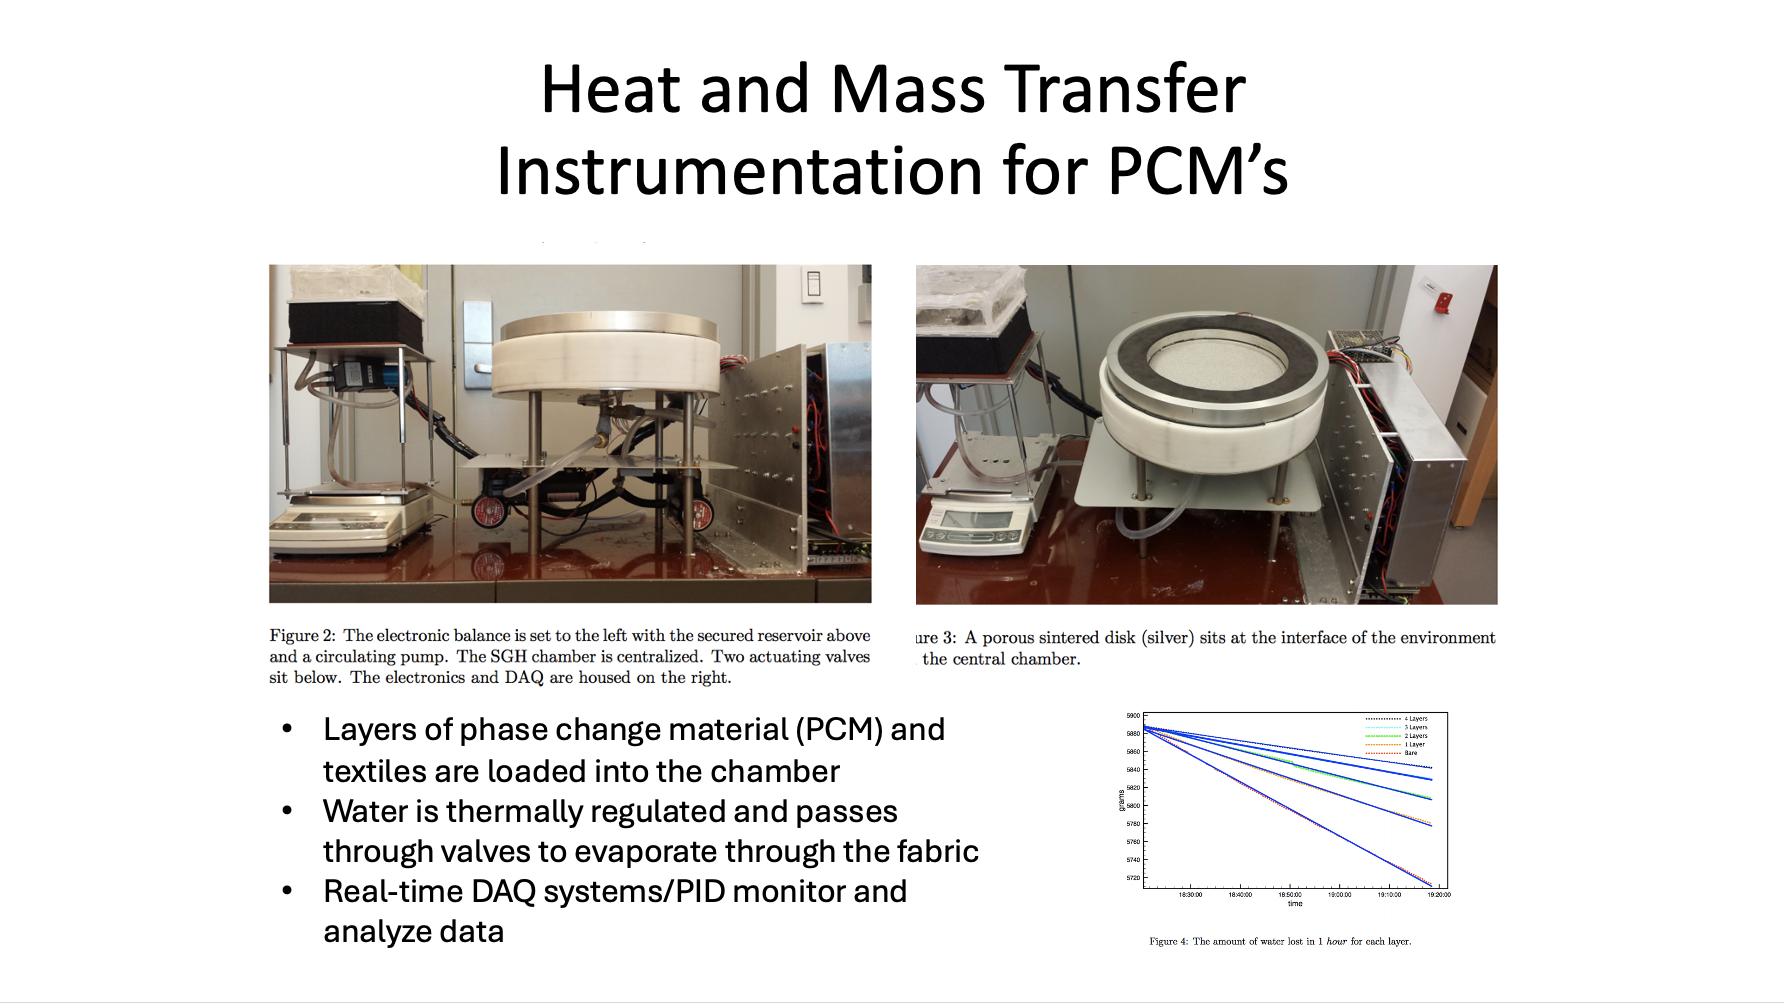 Heat and Mass Transfer
Instrumentation for PCM’s
Figure 2: The electronic balance is set to the left with the secured reservoir above
and a circulating pump. The SGH chamber is centralized. Two actuating valves
sit below. The electronics and DAQ are housed on the right.
ure 3: A porous sintered disk (silver) sits at the interface of the environment
the central chamber.
• Layers of phase change material (PCM) and
textiles are loaded into the chamber
• Water is thermally regulated and passes
through valves to evaporate through the fabric
• Real-time DAQ systems/PID monitor and
analyze data
4 Layers
3 Layers
2 Layers
1 Layer
Bare
5900
5880
5860
5840
5820
5800
5780
5760
5740
5720
grams
18:30:00 18:40:00 18:50:00 19:00:00 19:10:00 19:20:00
time
Figure 4: The amount of water lost in 1 hour for each layer.